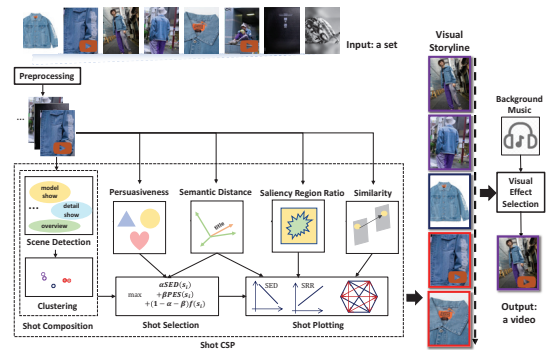 Input: a set
Visual
Storyline
Preprocessing
...
Background
Music
model
show
...
detail
show
overview
Scene Detection
Clustering
Shot Composition
Persuasiveness
Semantic Distance
title
Saliency Region Ratio
Similarity
Visual
Effect
Selection
max
αSED(sᵢ)
+βPES(sᵢ)
+(1 − α − β)f(sᵢ)
Shot Selection
SED
SRR
Shot Plotting
Shot CSP
Output:
a video